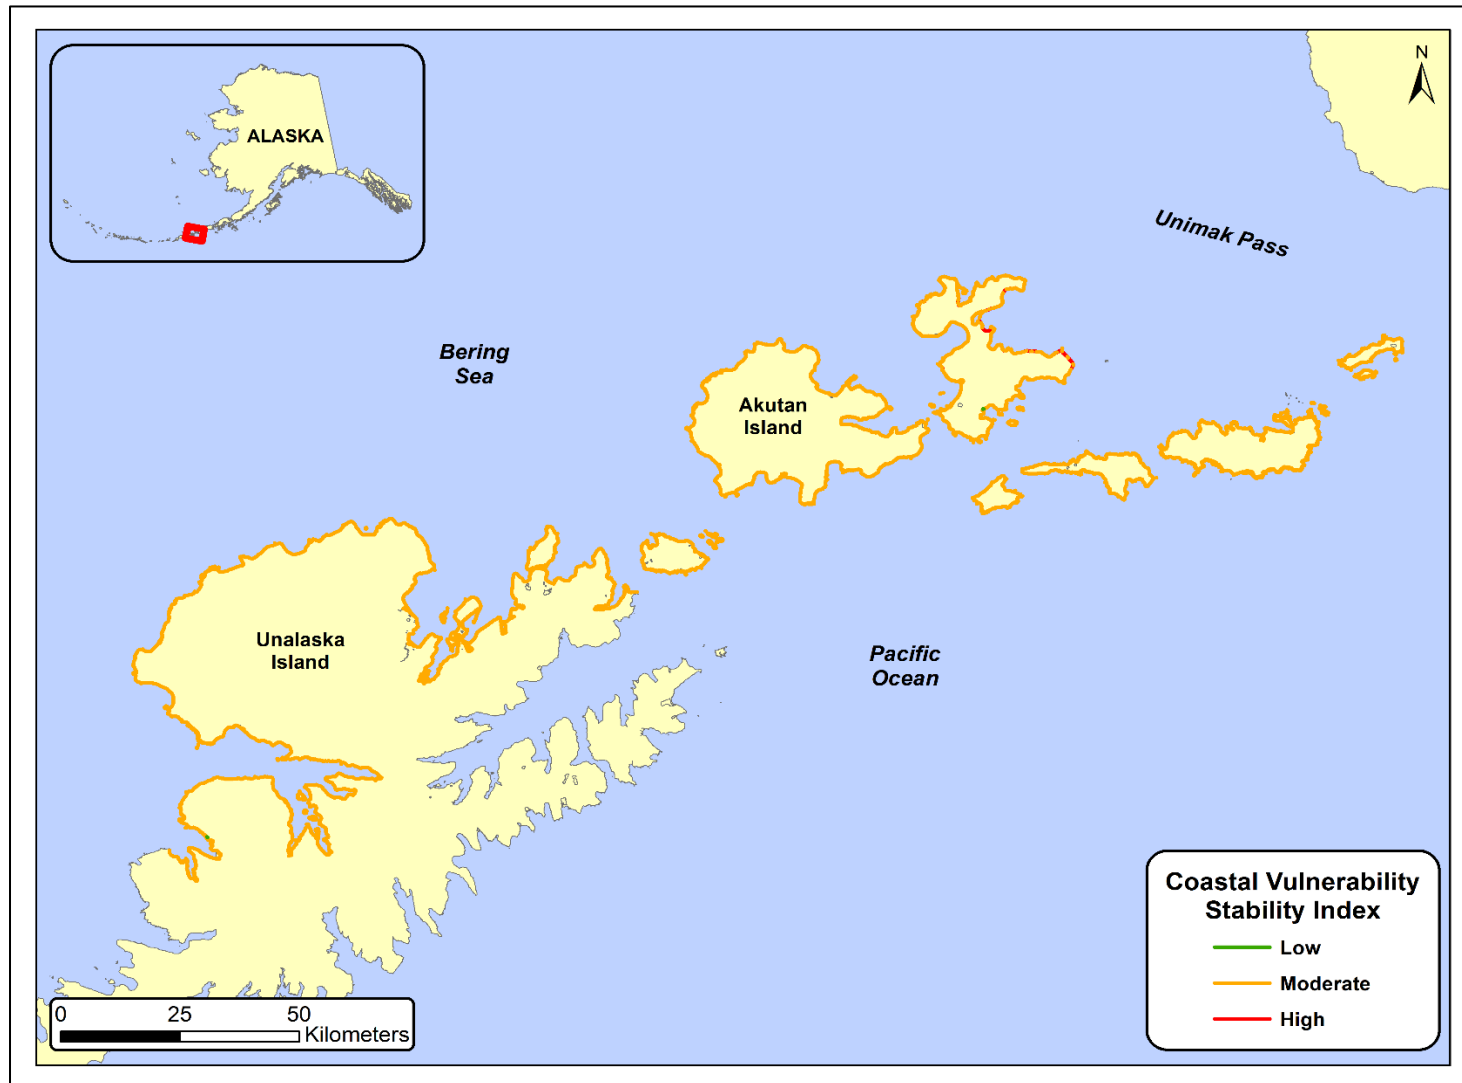 ALASKA
N
Unimak Pass
Bering
Sea
Akutan
Island
Unalaska
Island
Pacific
Ocean
Coastal Vulnerability
Stability Index
Low
Moderate
High
0 25 50
Kilometers